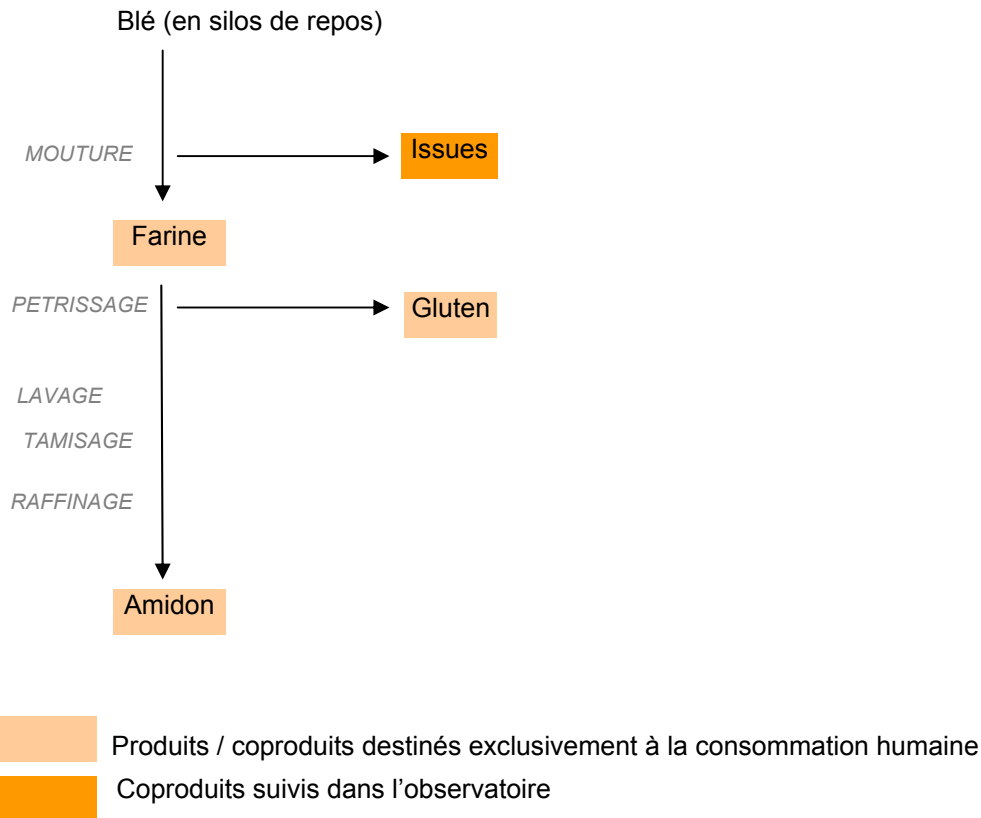 Blé (en silos de repos)
MOUTURE
Issues
Farine
PETRISSAGE
Gluten
LAVAGE
TAMISAGE
RAFFINAGE
Amidon
Produits / coproduits destinés exclusivement à la consommation humaine
Coproduits suivis dans l’observatoire